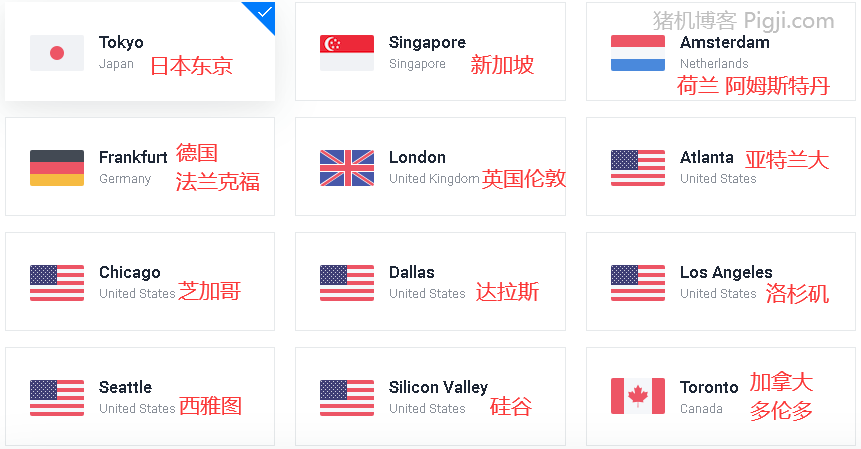 猪机博客 Pigji.com
Tokyo
Japan
日本东京
Singapore
Singapore
新加坡
Amsterdam
Netherlands
荷兰 阿姆斯特丹
Frankfurt
Germany
德国
法兰克福
London
United Kingdom
英国伦敦
Atlanta
United States
亚特兰大
Chicago
United States
芝加哥
Dallas
United States
达拉斯
Los Angeles
United States
洛杉矶
Seattle
United States
西雅图
Silicon Valley
United States
硅谷
Toronto
Canada
加拿大
多伦多